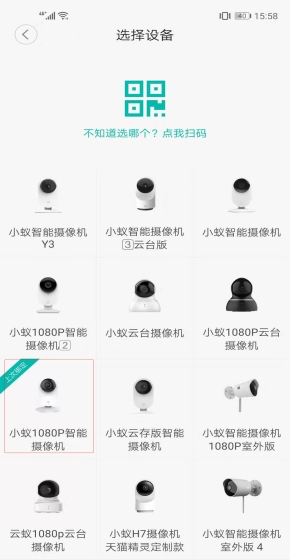 4G 15:58
选择设备
不知道选哪个？点我扫码
小蚁智能摄像机
Y3
小蚁智能摄像机
3云台版
小蚁智能摄像机
小蚁1080P智能
摄像机2
小蚁云台摄像机
小蚁1080P云台
摄像机
上次绑定
小蚁1080P智能
摄像机
小蚁云存版智能
摄像机
小蚁智能摄像机
1080P室外版
云蚁1080p云台
摄像机
小蚁H7摄像机
天猫精灵定制款
小蚁智能摄像机
室外版 4